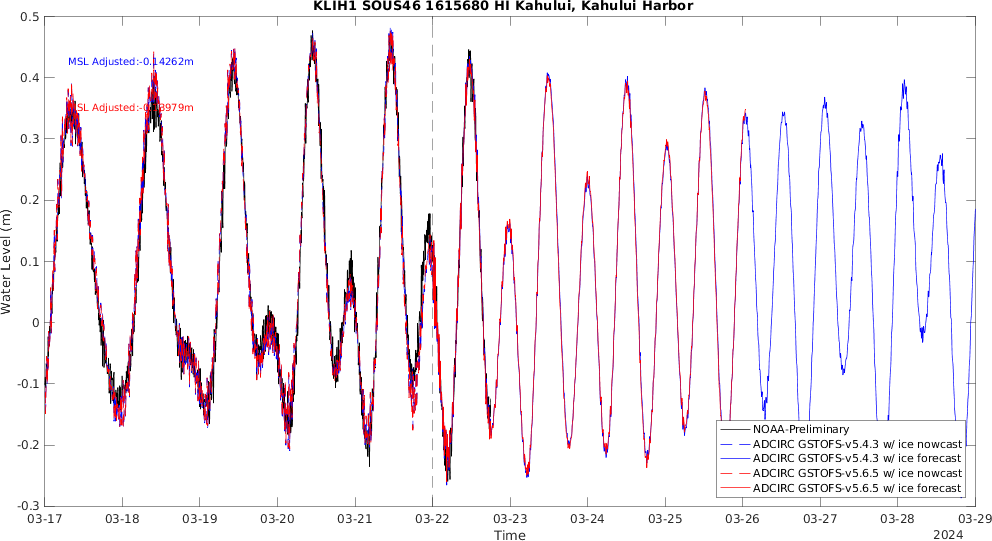 KLIH1 SOUS46 1615680 HI Kahului, Kahului Harbor
0.5
0.4
0.3
0.2
0.1
0
-0.1
-0.2
-0.3
Water Level (m)
MSL Adjusted:-0.14262m
MSL
NOAA-Preliminary
ADCIRC GSTOFS-v5.4.3 w/ ice nowcast
ADCIRC GSTOFS-v5.4.3 w/ ice forecast
ADCIRC GSTOFS-v5.6.5 w/ ice nowcast
ADCIRC GSTOFS-v5.6.5 w/ ice forecast
03-17 03-18 03-19 03-20 03-21 03-22 03-23 03-24 03-25 03-26 03-27 03-28 03-29
Time
2024